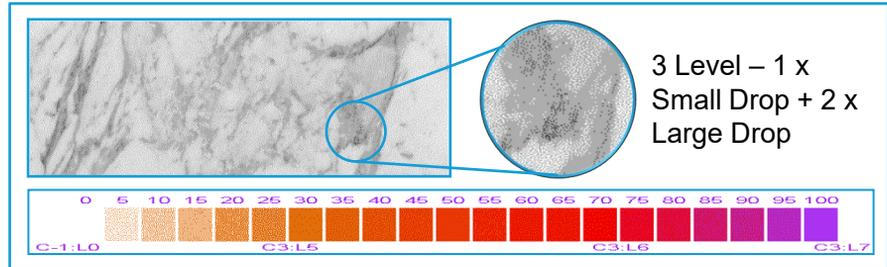 3 Level – 1 x
Small Drop + 2 x
Large Drop
0 5 10 15 20 25 30 35 40 45 50 55 60 65 70 75 80 85 90 95 100
C-1:L0 C3:L5 C3:L6 C3:L7